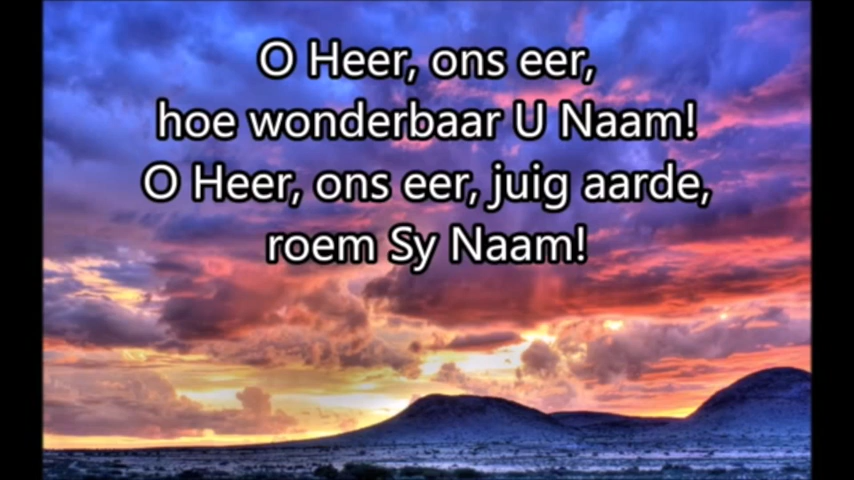 O Heer, ons eer,
hoe wonderbaar U Naam!
O Heer, ons eer, juig aarde,
roem Sy Naam!